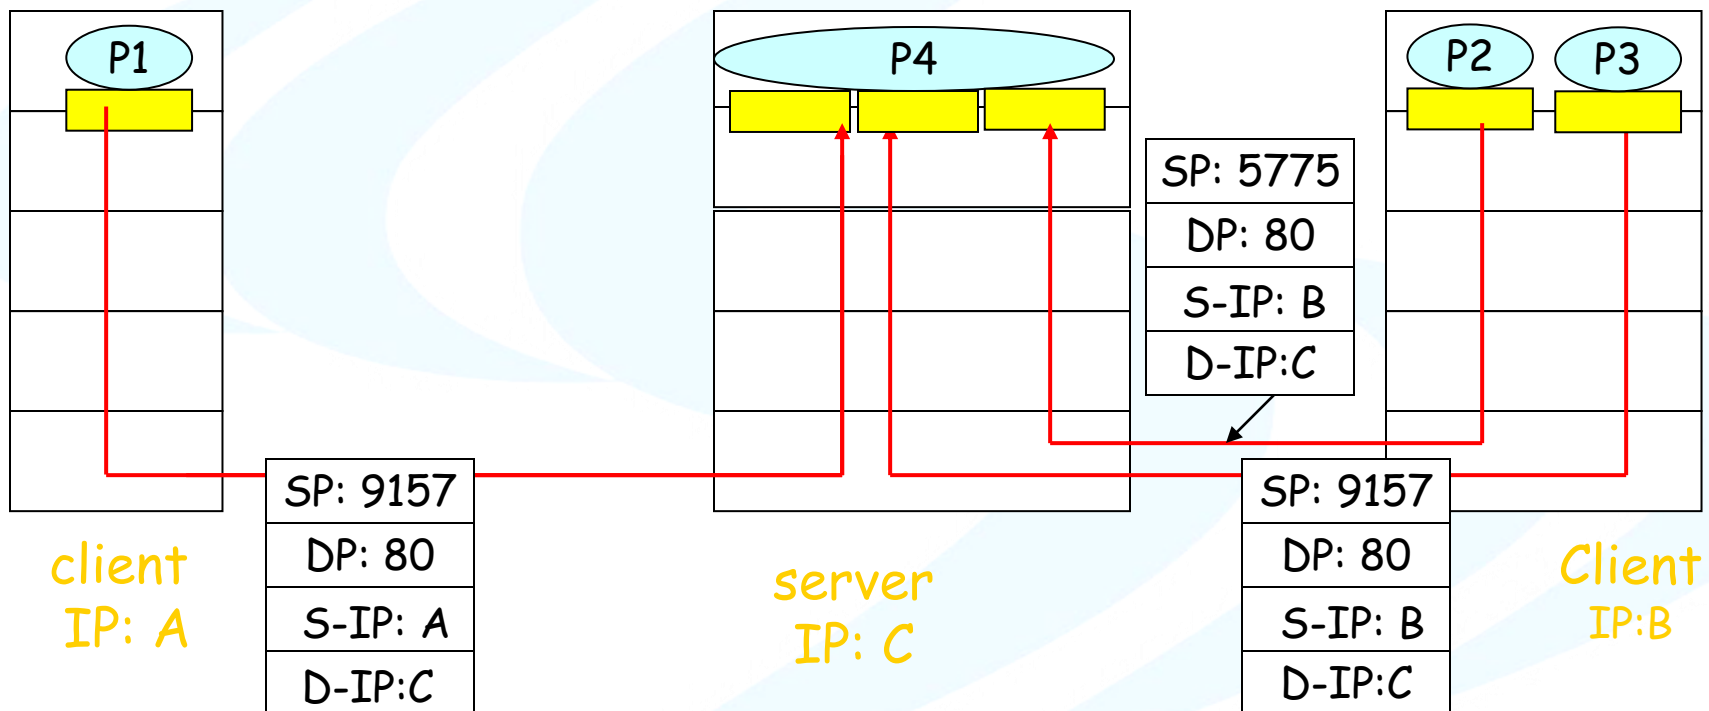 P1
P4
P2
P3
SP: 5775
DP: 80
S-IP: B
D-IP:C
SP: 9157
DP: 80
S-IP: A
D-IP:C
SP: 9157
DP: 80
S-IP: B
D-IP:C
client
IP: A
server
IP: C
Client
IP:B